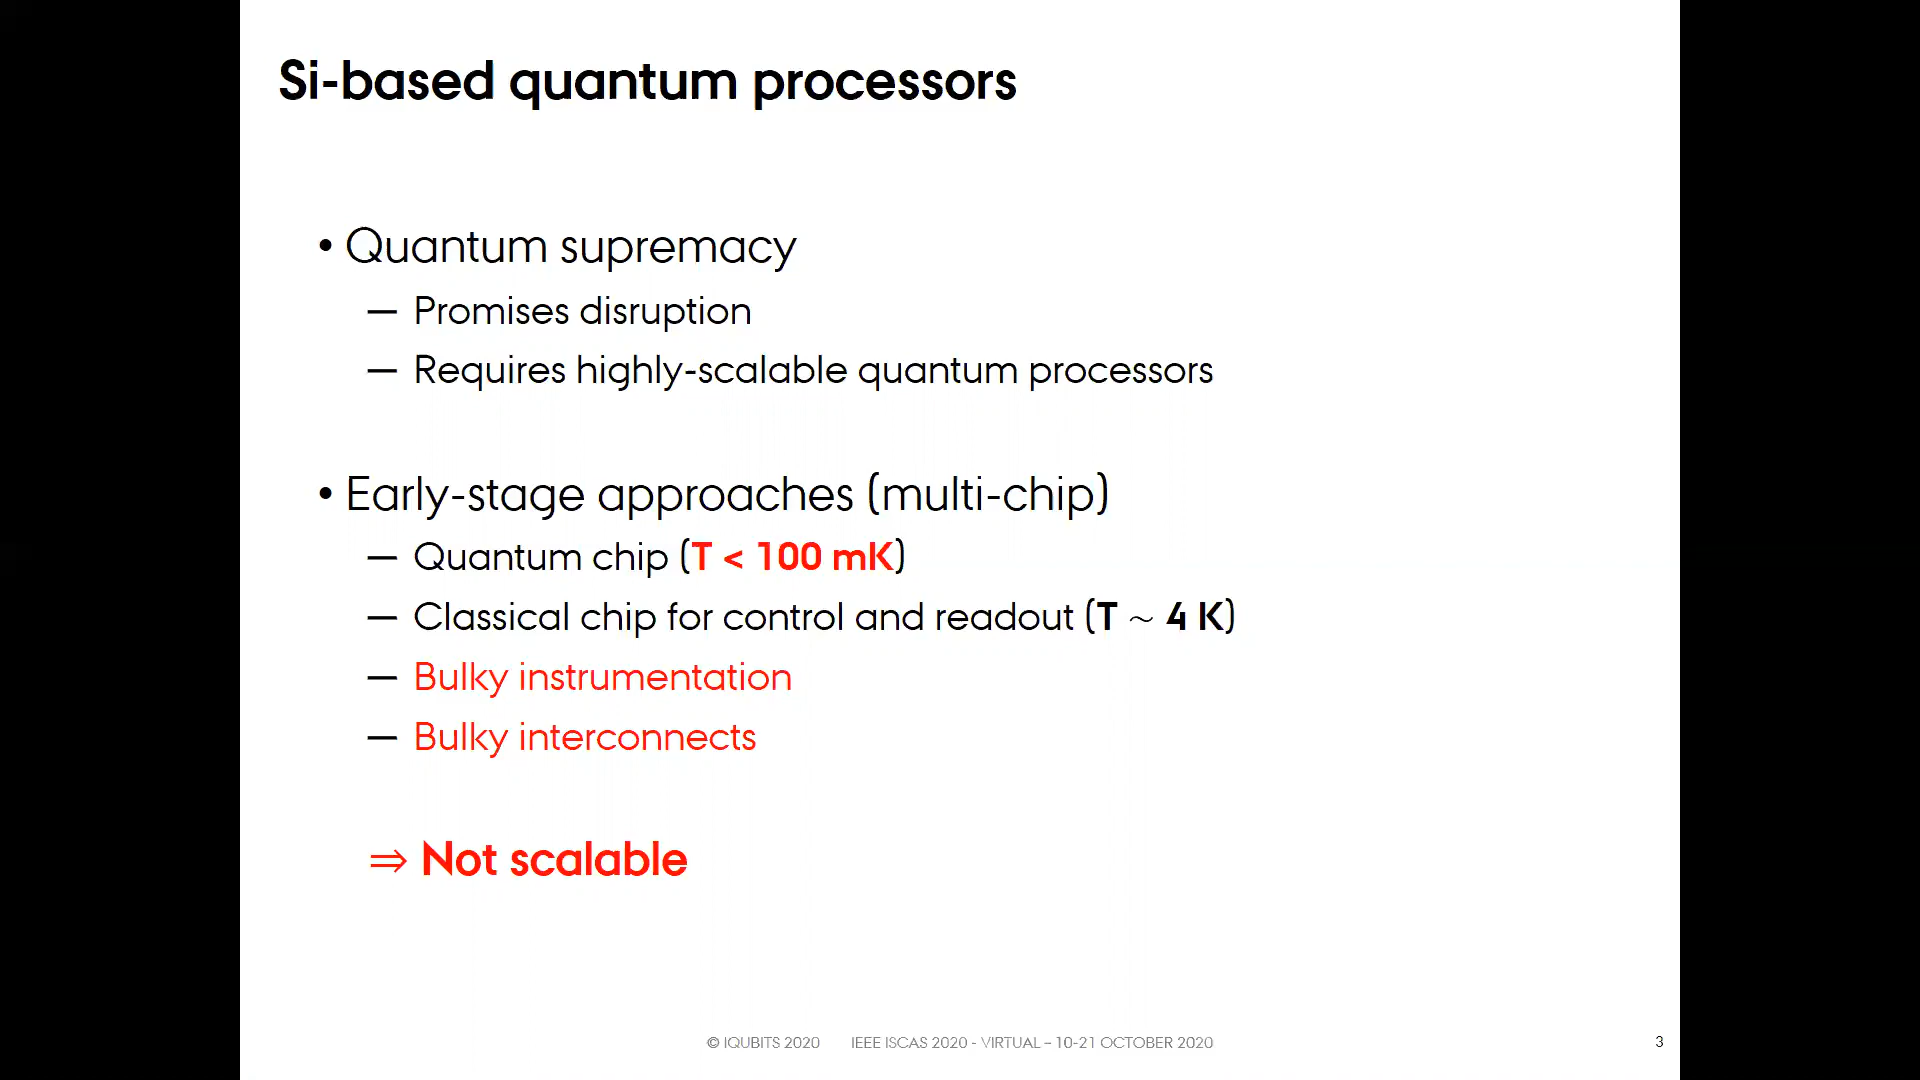 Si-based quantum processors
• Quantum supremacy
— Promises disruption
— Requires highly-scalable quantum processors
• Early-stage approaches (multi-chip)
— Quantum chip (T < 100 mK)
— Classical chip for control and readout (T ~ 4 K)
— Bulky instrumentation
— Bulky interconnects
⇒ Not scalable
© IQUBITS 2020 IEEE ISCAS 2020 - VIRTUAL – 10-21 OCTOBER 2020 3